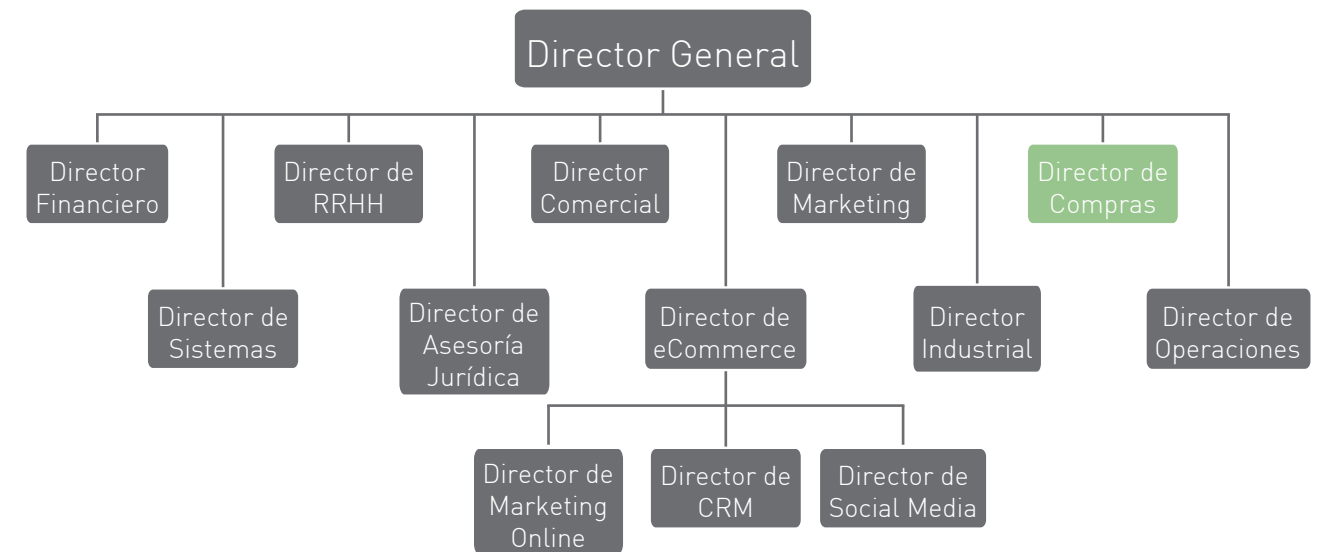 Director General
Director
Financiero
Director de
RRHH
Director
Comercial
Director de
Marketing
Director de
Compras
Director de
Sistemas
Director de
Asesoría
Jurídica
Director de
eCommerce
Director
Industrial
Director de
Operaciones
Director de
Marketing
Online
Director de
CRM
Director de
Social Media